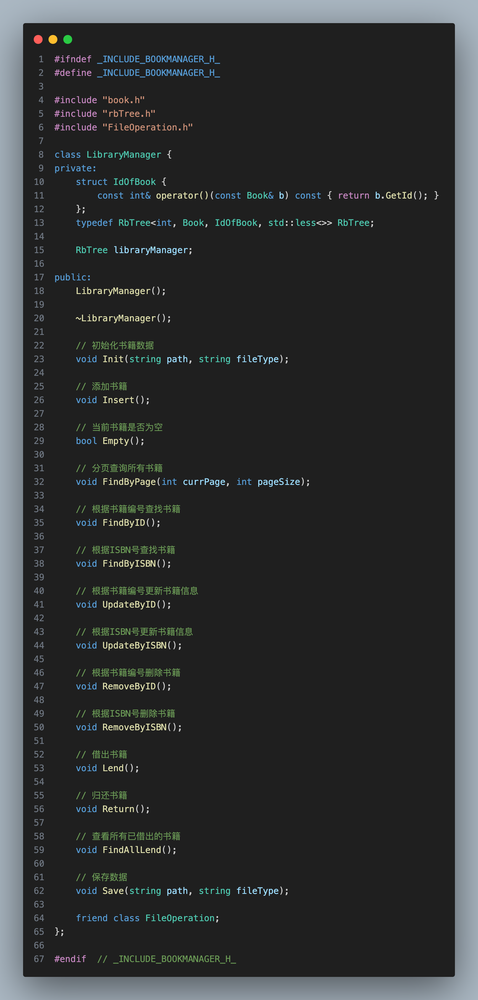 1 #ifndef _INCLUDE_BOOKMANAGER_H_
2 #define _INCLUDE_BOOKMANAGER_H_
3
4 #include "book.h"
5 #include "rbTree.h"
6 #include "FileOperation.h"
7
8 class LibraryManager {
9 private:
10     struct IdOfBook {
11         const int& operator()(const Book& b) const { return b.GetId(); }
12     };
13     typedef RbTree<int, Book, IdOfBook, std::less<>> RbTree;
14
15     RbTree libraryManager;
16
17 public:
18     LibraryManager();
19
20     ~LibraryManager();
21
22     // 初始化书籍数据
23     void Init(string path, string fileType);
24
25     // 添加书籍
26     void Insert();
27
28     // 当前书籍是否为空
29     bool Empty();
30
31     // 分页查询所有书籍
32     void FindByPage(int currPage, int pageSize);
33
34     // 根据书籍编号查找书籍
35     void FindByID();
36
37     // 根据ISBN号查找书籍
38     void FindByISBN();
39
40     // 根据书籍编号更新书籍信息
41     void UpdateByID();
42
43     // 根据ISBN号更新书籍信息
44     void UpdateByISBN();
45
46     // 根据书籍编号删除书籍
47     void RemoveByID();
48
49     // 根据ISBN号删除书籍
50     void RemoveByISBN();
51
52     // 借出书籍
53     void Lend();
54
55     // 归还书籍
56     void Return();
57
58     // 查看所有已借出的书籍
59     void FindAllLend();
60
61     // 保存数据
62     void Save(string path, string fileType);
63
64     friend class FileOperation;
65 };
66
67 #endif  // _INCLUDE_BOOKMANAGER_H_